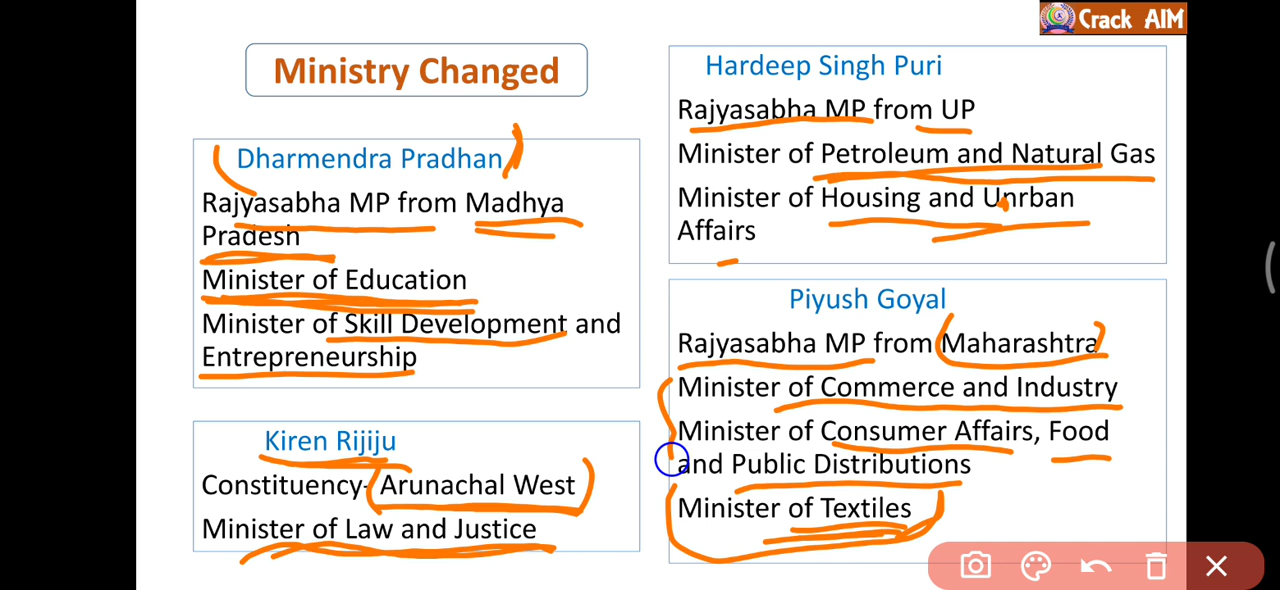 Crack AIM
Ministry Changed
Dharmendra Pradhan
Rajyasabha MP from Madhya
Pradesh
Minister of Education
Minister of Skill Development and
Entrepreneurship
Kiren Rijiju
Constituency- Arunachal West
Minister of Law and Justice
Hardeep Singh Puri
Rajyasabha MP from UP
Minister of Petroleum and Natural Gas
Minister of Housing and Unrban
Affairs
Piyush Goyal
Rajyasabha MP from Maharashtra
Minister of Commerce and Industry
Minister of Consumer Affairs, Food
and Public Distributions
Minister of Textiles